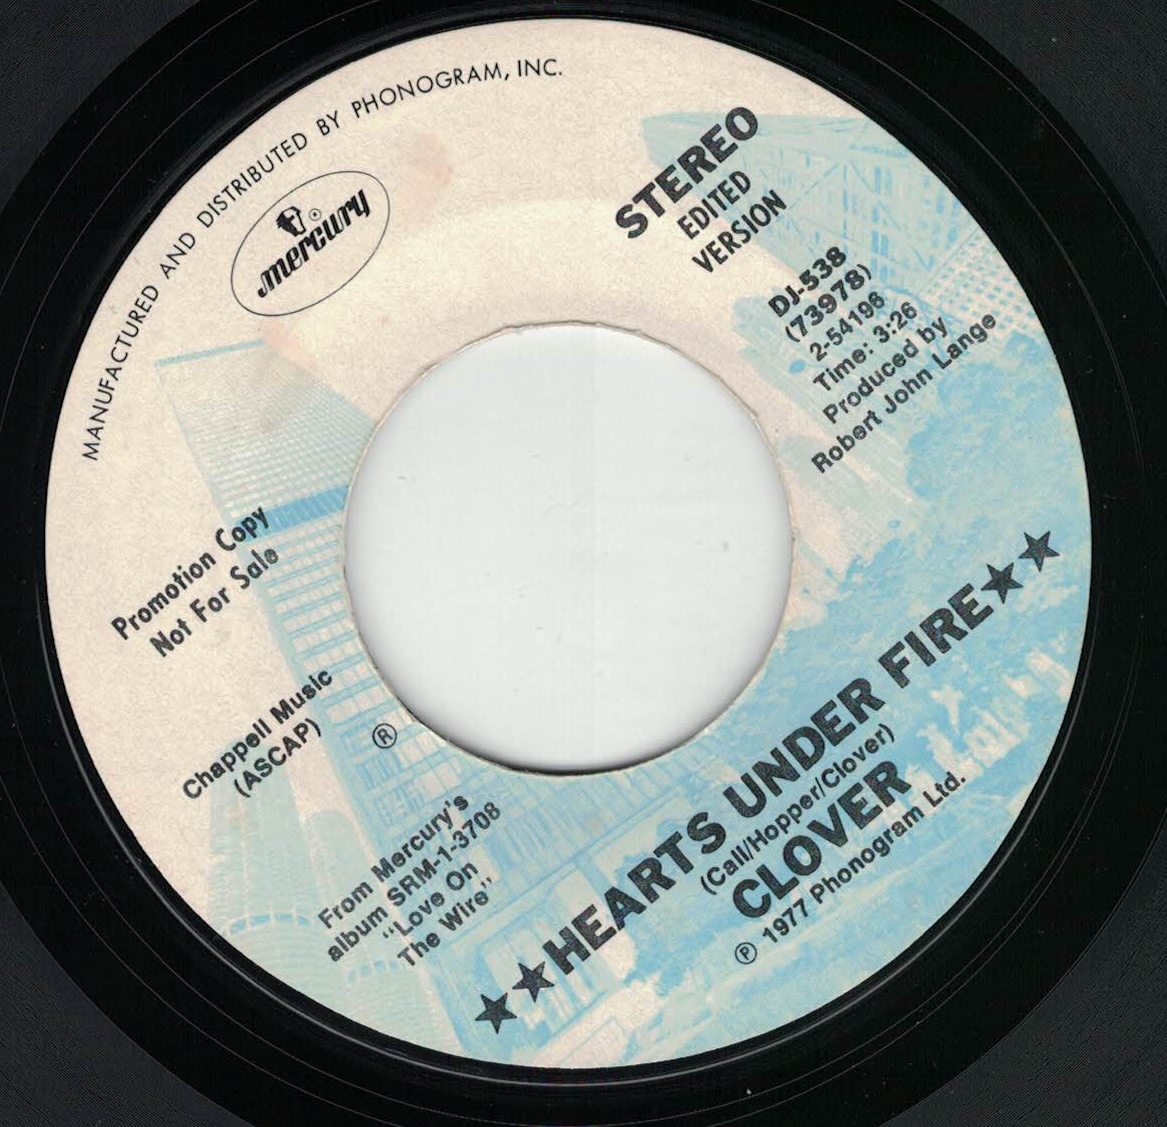 MANUFACTURED AND DISTRIBUTED BY PHONOGRAM, INC.
mercury
®
STEREO
EDITED
VERSION
DJ-538
(73978)
2-54196
Time: 3:26
Produced by
Robert John Lange
Promotion Copy
Not For Sale
Chappell Music
(ASCAP)
®
From Mercury's
album SRM-1-3708
"Love On
The Wire"
★★HEARTS UNDER FIRE★★
(Call/Hopper/Clover)
CLOVER
℗ 1977 Phonogram Ltd.